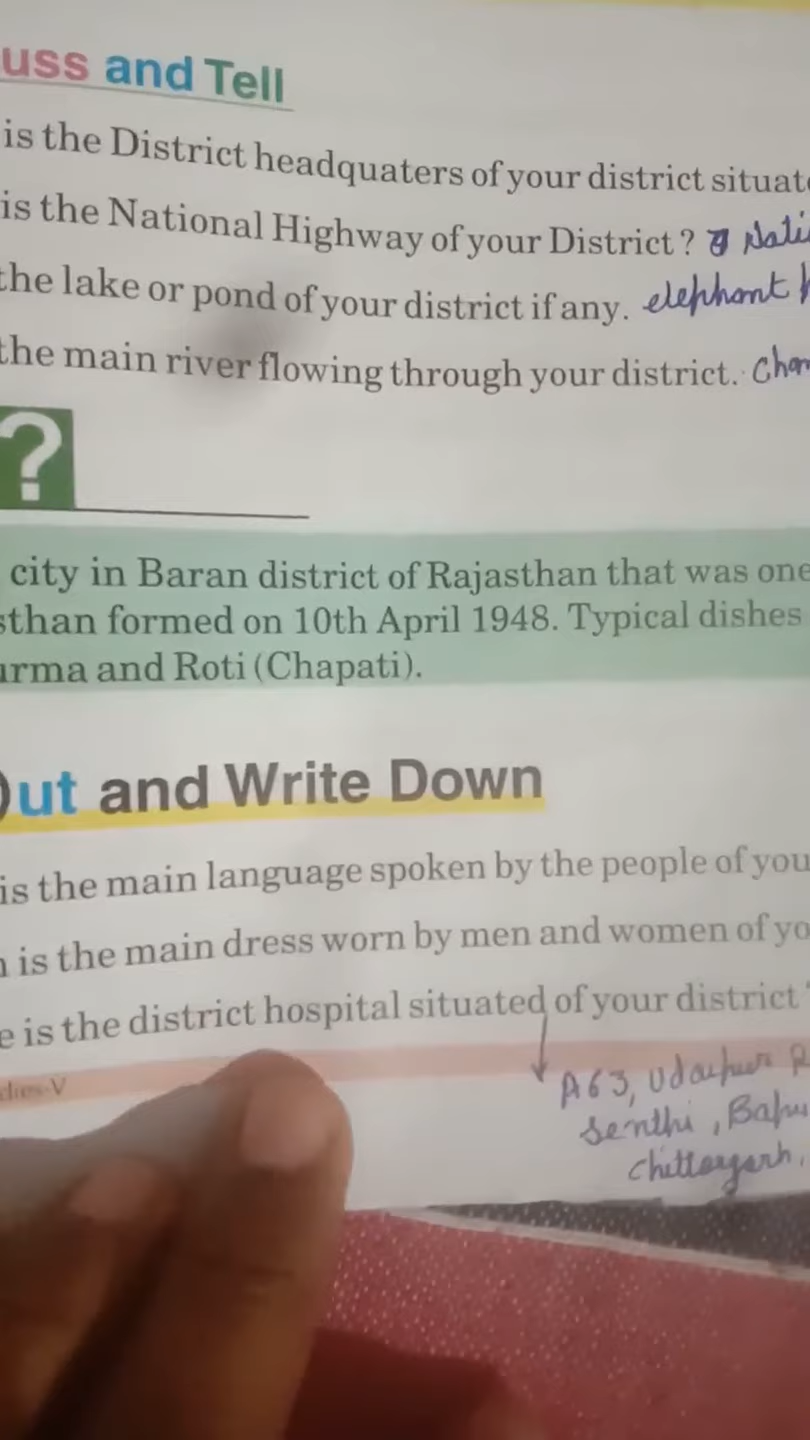 uss and Tell
is the District headquaters of your district situat
is the National Highway of your District?
the lake or pond of your district if any. elephant
the main river flowing through your district.
?
city in Baran district of Rajasthan that was one
sthan formed on 10th April 1948. Typical dishes
urma and Roti (Chapati).
Out and Write Down
is the main language spoken by the people of you
is the main dress worn by men and women of yo
e is the district hospital situated of your district
dies-V
A63, Udaipur R
Senthi, Bapu
Chittorgarh,